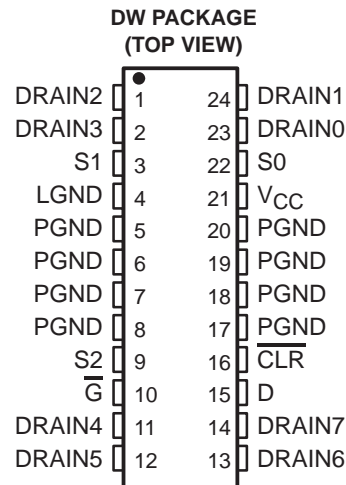 DW PACKAGE
(TOP VIEW)
DRAIN2 1 24 DRAIN1
DRAIN3 2 23 DRAIN0
S1 3 22 S0
LGND 4 21 VCC
PGND 5 20 PGND
PGND 6 19 PGND
PGND 7 18 PGND
PGND 8 17 PGND
S2 9 16 CLR
G 10 15 D
DRAIN4 11 14 DRAIN7
DRAIN5 12 13 DRAIN6